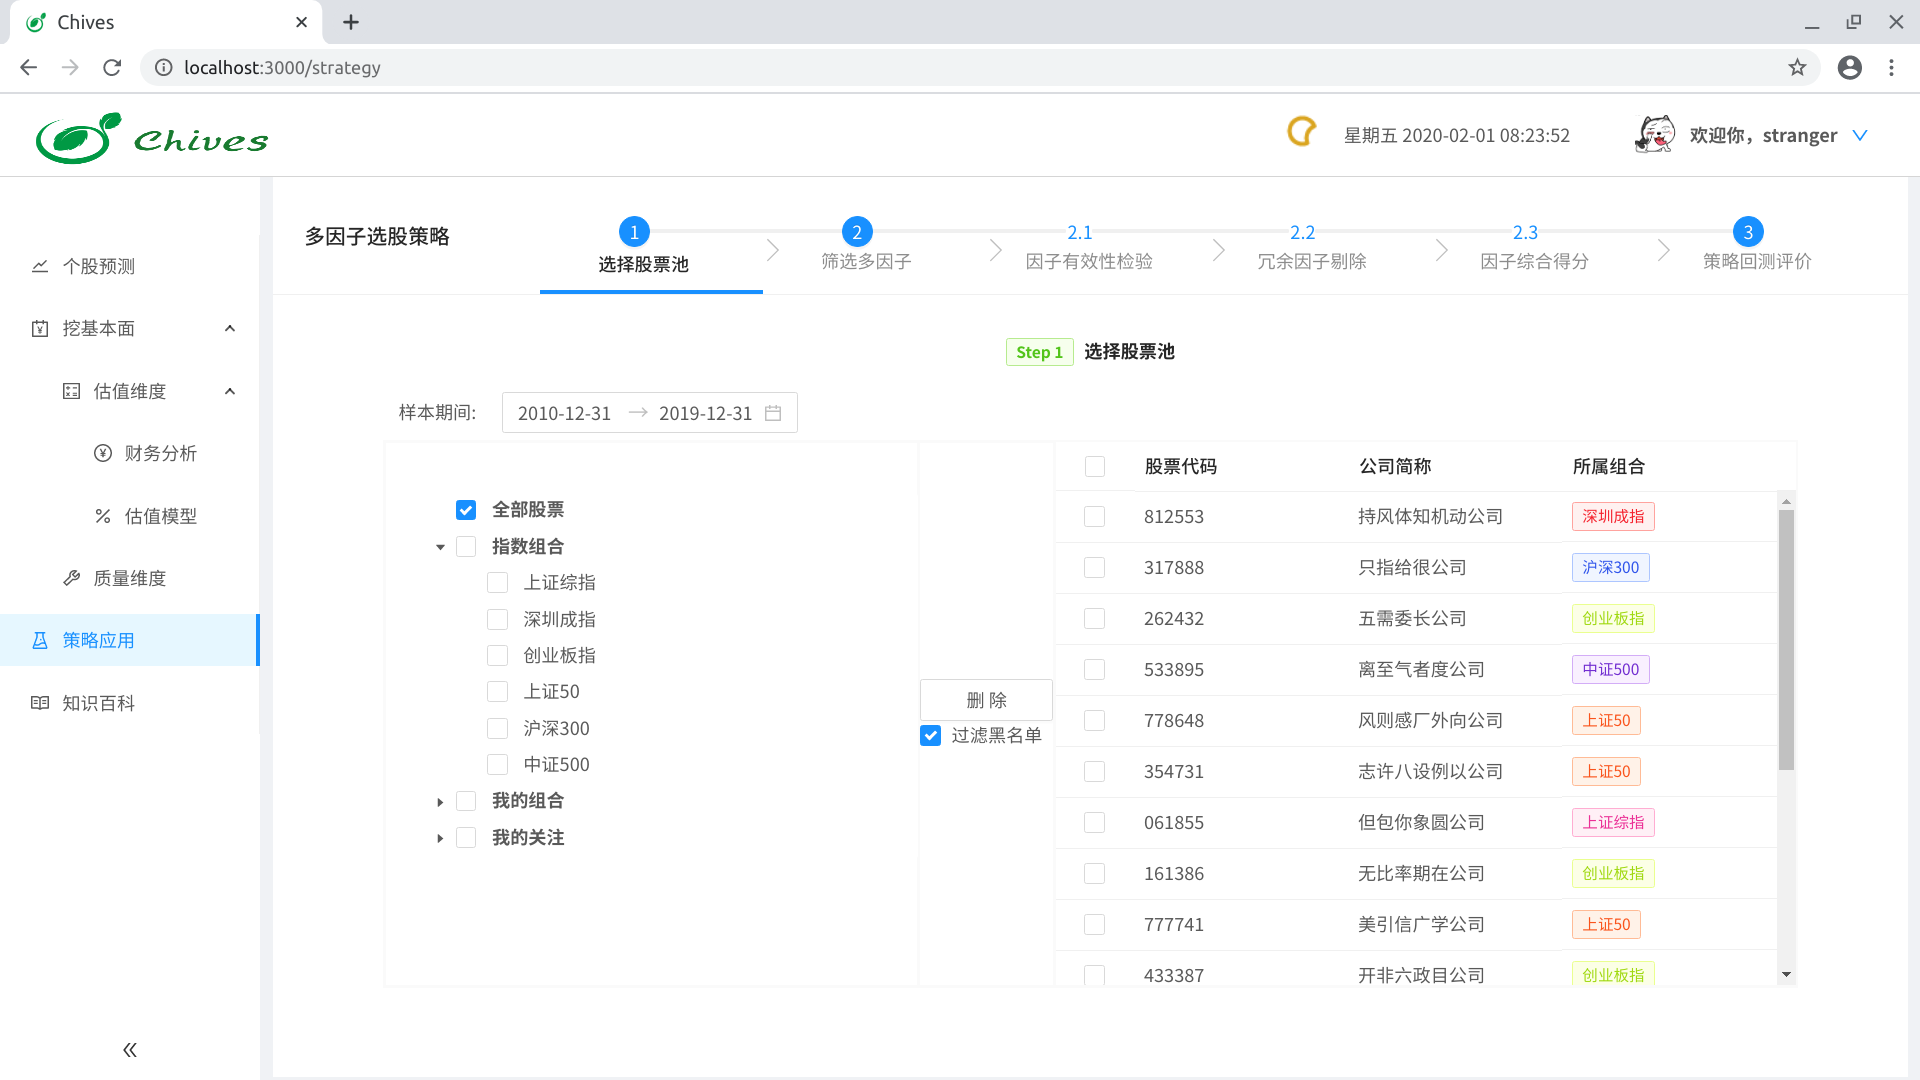 Chives
localhost:3000/strategy
Chives
星期五 2020-02-01 08:23:52
欢迎你，stranger
个股预测
挖基本面
估值维度
财务分析
估值模型
质量维度
策略应用
知识百科
多因子选股策略
1
选择股票池
2
筛选多因子
2.1
因子有效性检验
2.2
冗余因子剔除
2.3
因子综合得分
3
策略回测评价
Step 1 选择股票池
样本期间: 2010-12-31 2019-12-31
全部股票
指数组合
上证综指
深圳成指
创业板指
上证50
沪深300
中证500
我的组合
我的关注
删 除
过滤黑名单
股票代码 公司简称 所属组合
812553 持风体知机动公司 深圳成指
317888 只指给很公司 沪深300
262432 五需委长公司 创业板指
533895 离至气者度公司 中证500
778648 风则感厂外向公司 上证50
354731 志许八设例以公司 上证50
061855 但包你象圆公司 上证综指
161386 无比率期在公司 创业板指
777741 美引信广学公司 上证50
433387 开非六政目公司 创业板指